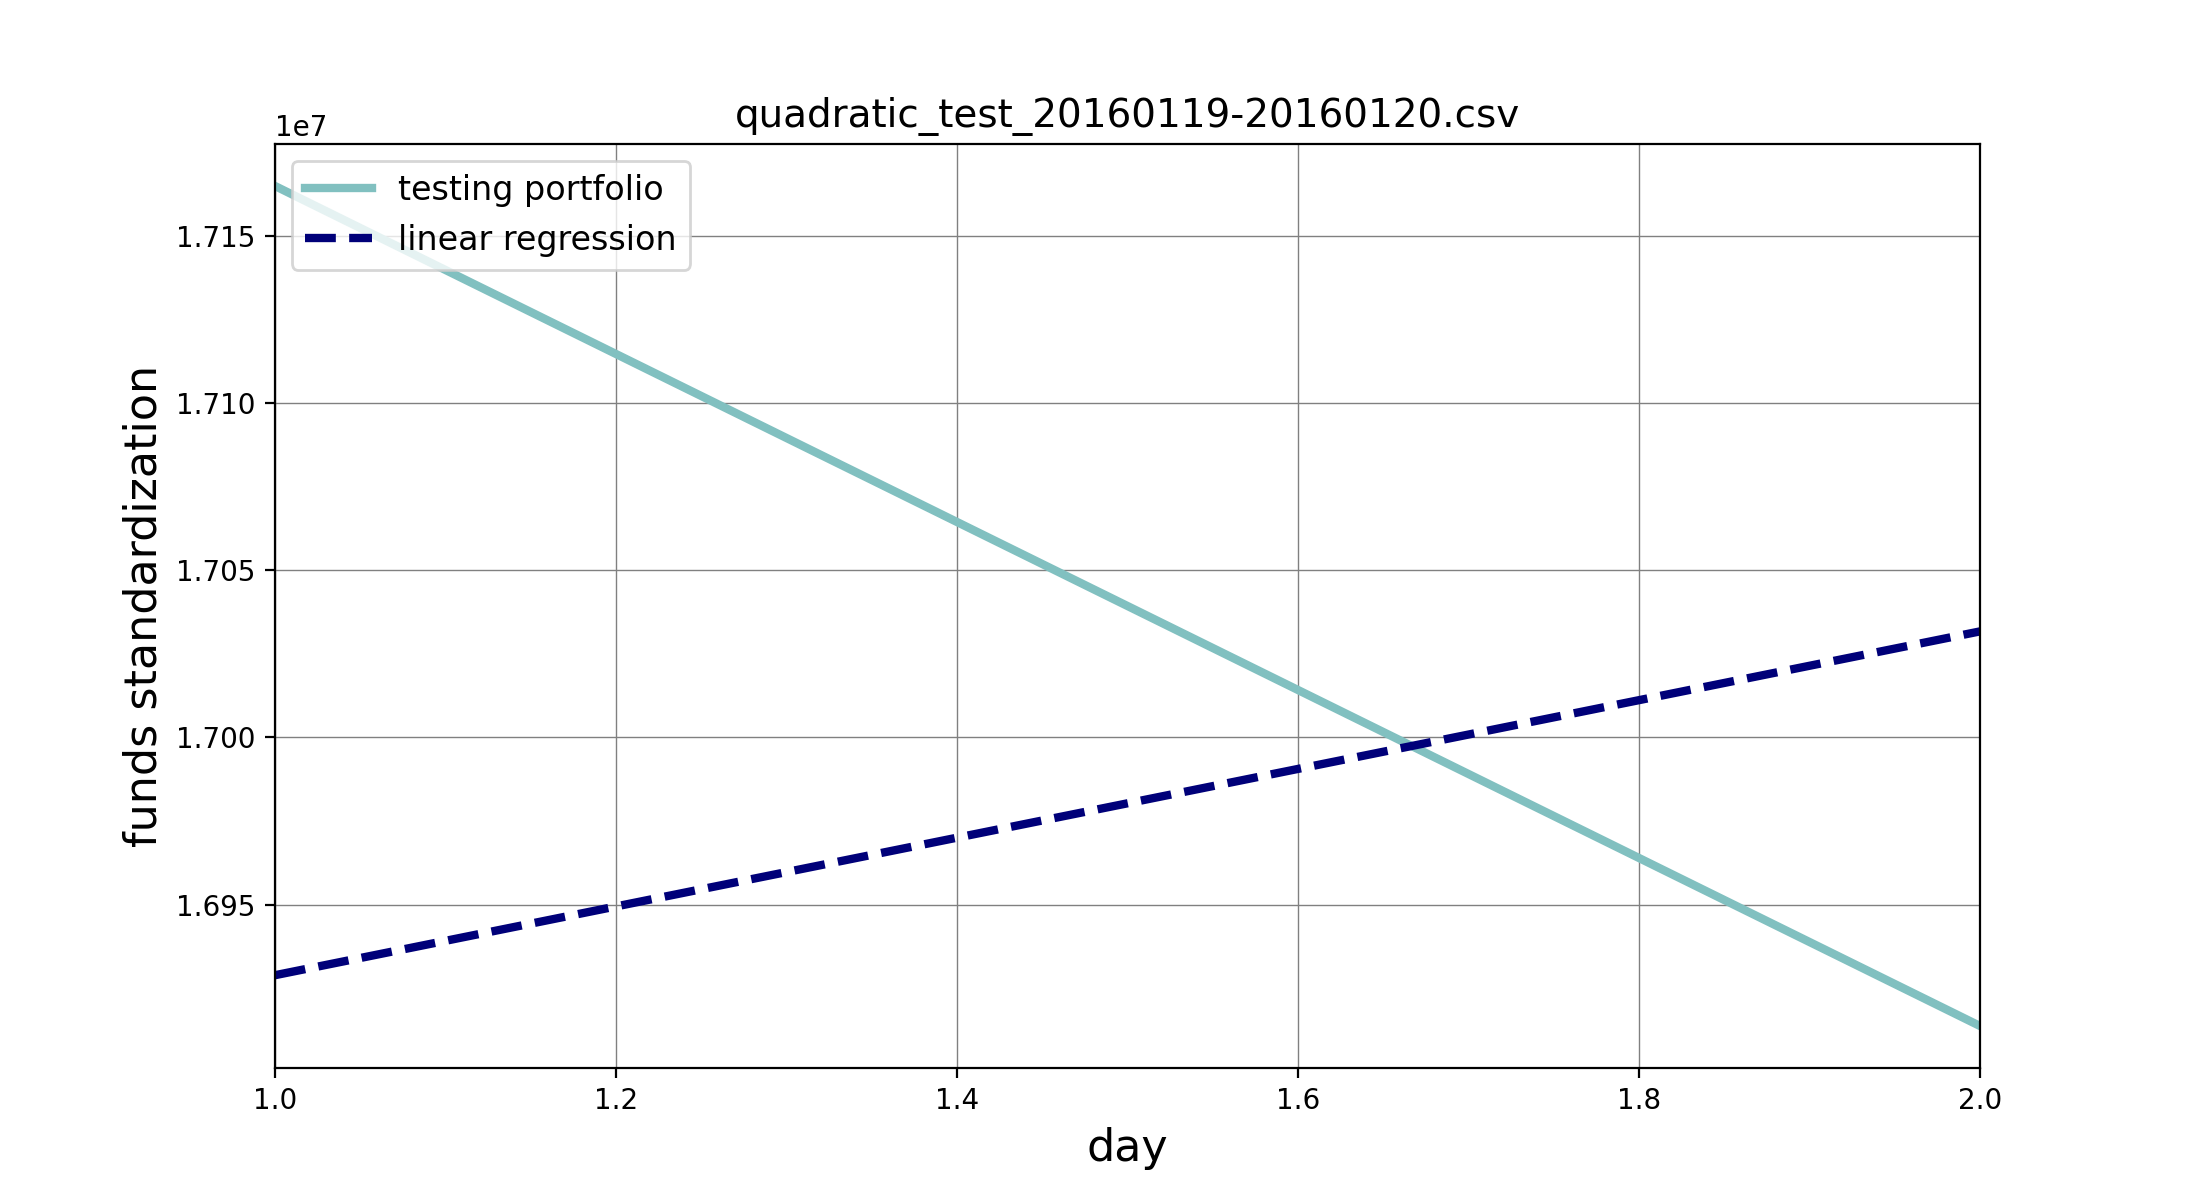 quadratic_test_20160119-20160120.csv
1e7
testing portfolio
linear regression
funds standardization
1.715
1.710
1.705
1.700
1.695
1.0 1.2 1.4 1.6 1.8 2.0
day